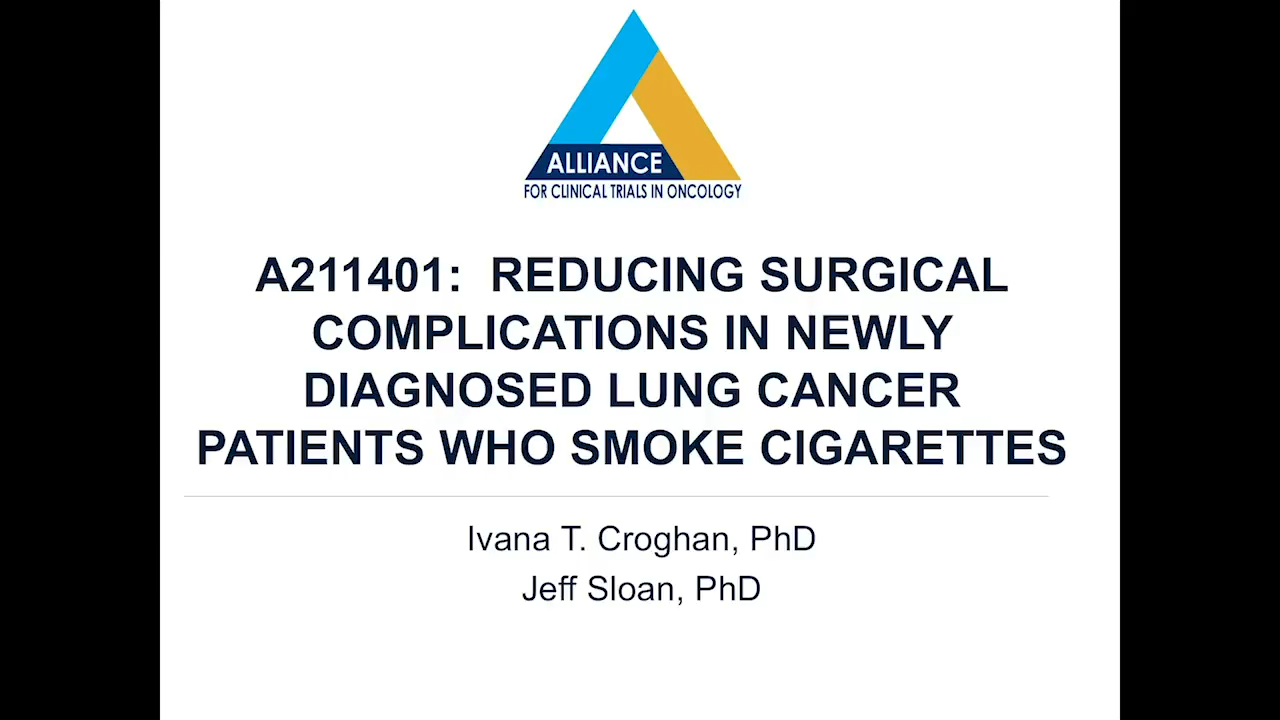 ALLIANCE
FOR CLINICAL TRIALS IN ONCOLOGY
A211401: REDUCING SURGICAL
COMPLICATIONS IN NEWLY
DIAGNOSED LUNG CANCER
PATIENTS WHO SMOKE CIGARETTES
Ivana T. Croghan, PhD
Jeff Sloan, PhD